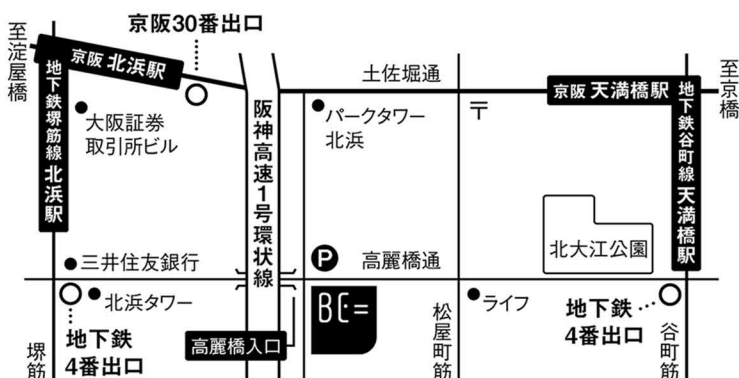 京阪30番出口
至淀屋橋
京阪 北浜駅
土佐堀通
京阪 天満橋駅
至京橋
地下鉄堺筋線 北浜駅
大阪証券
取引所ビル
阪神高速1号環状線
パークタワー
北浜
〒
地下鉄谷町線 天満橋駅
北大江公園
三井住友銀行
P
高麗橋通
北浜タワー
BE=
ライフ
地下鉄
4番出口
地下鉄
4番出口
高麗橋入口
堺筋
松屋町筋
谷町筋